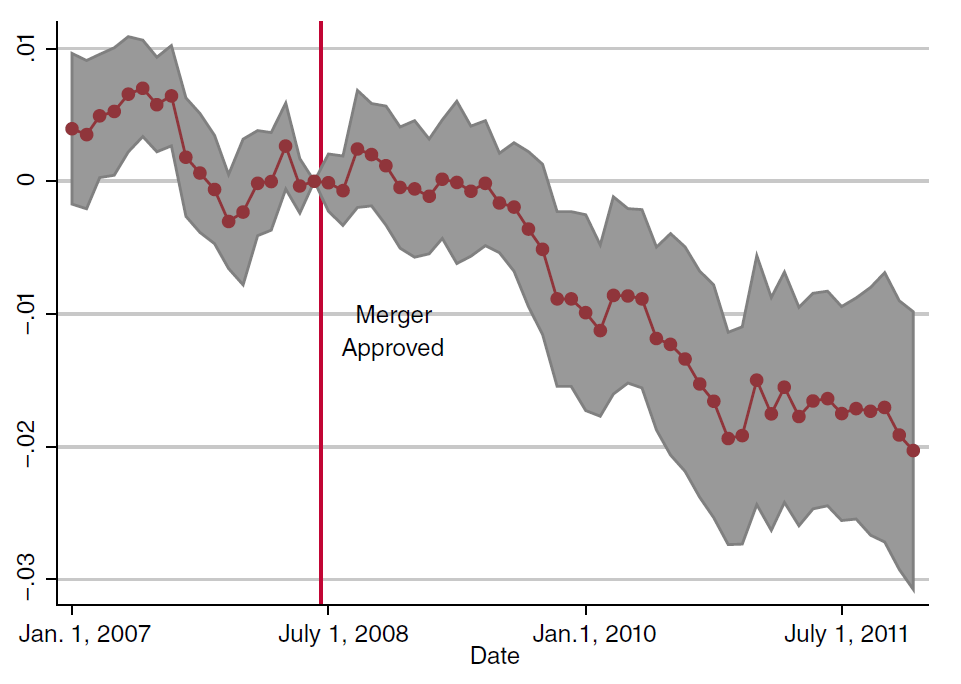 .01
0
-.01
-.02
-.03
Merger
Approved
Jan. 1, 2007
July 1, 2008
Jan.1, 2010
July 1, 2011
Date